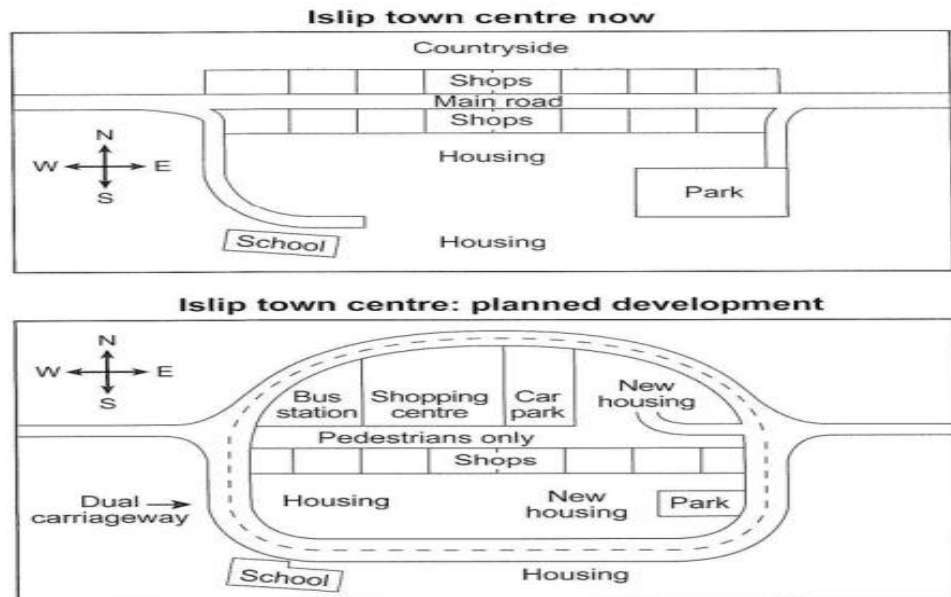 Islip town centre now
Countryside
Shops
Main road
Shops
N
W E
S
Housing
Park
School
Housing
Islip town centre: planned development
N
W E
S
Bus
station
Shopping
centre
Car
park
New
housing
Pedestrians only
Shops
Dual
carriageway
Housing
New
housing
Park
School
Housing